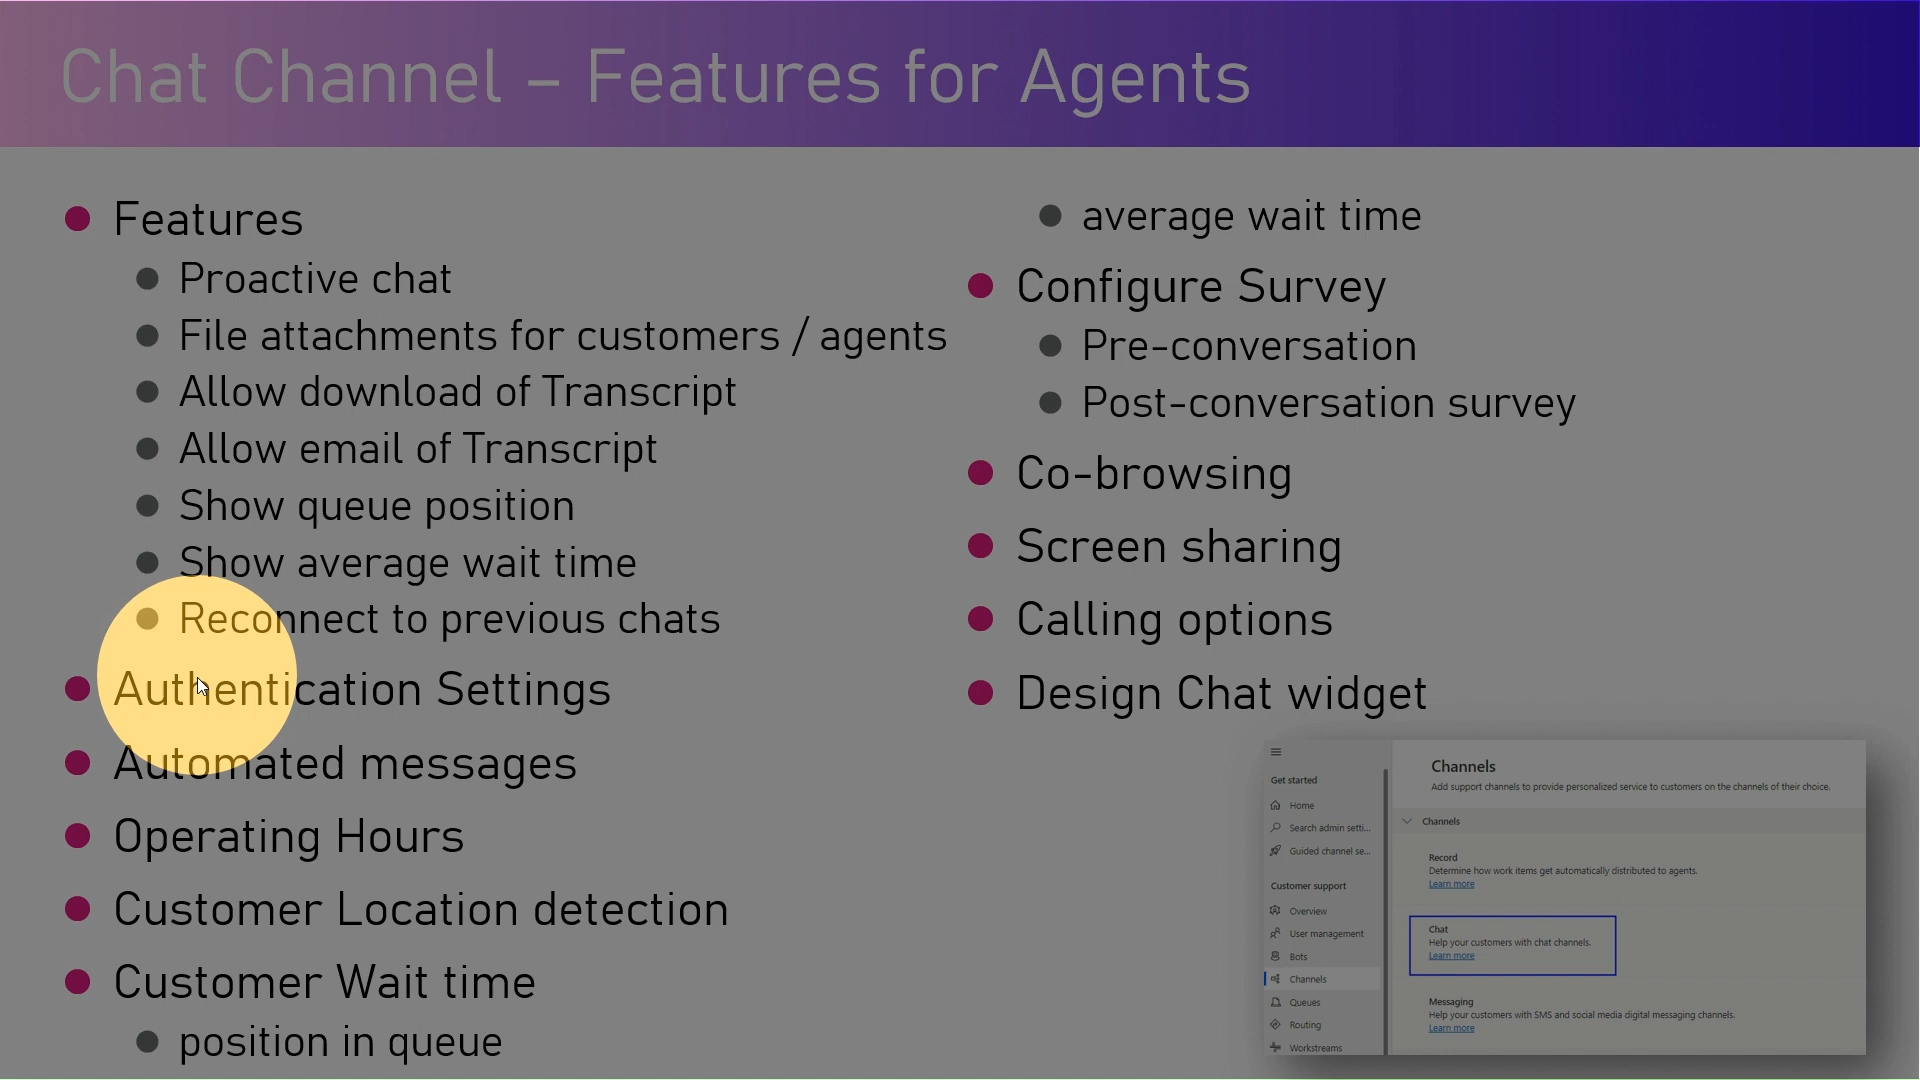 Chat Channel – Features for Agents
Features
Proactive chat
File attachments for customers / agents
Allow download of Transcript
Allow email of Transcript
Show queue position
Show average wait time
Reconnect to previous chats
Authentication Settings
Automated messages
Operating Hours
Customer Location detection
Customer Wait time
position in queue
average wait time
Configure Survey
Pre-conversation
Post-conversation survey
Co-browsing
Screen sharing
Calling options
Design Chat widget
Get started
Home
Search admin setti...
Guided channel se...
Customer support
Overview
User management
Bots
Channels
Queues
Routing
Workstreams
Channels
Add support channels to provide personalized service to customers on the channels of their choice.
Channels
Record
Determine how work items get automatically distributed to agents.
Learn more
Chat
Help your customers with chat channels.
Learn more
Messaging
Help your customers with SMS and social media digital messaging channels.
Learn more